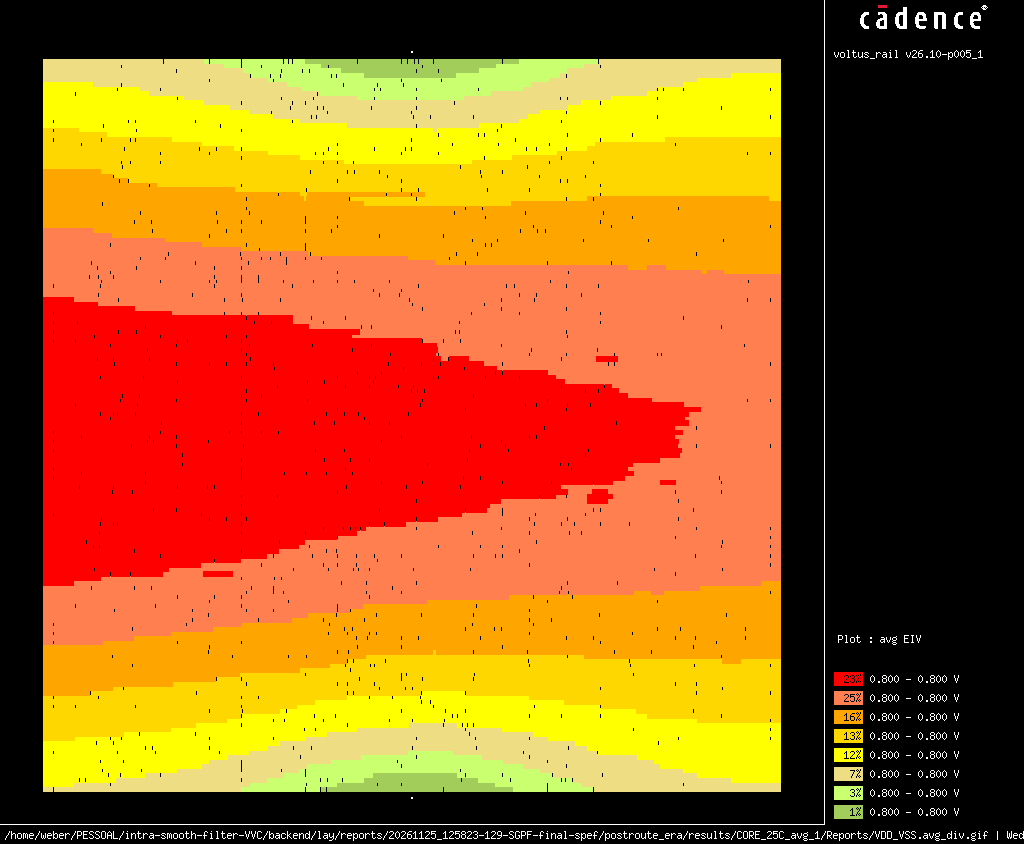 cādence®
voltus_rail v26.10-p005_1
Plot : avg EIV
23% 0.800 - 0.800 V
25% 0.800 - 0.800 V
16% 0.800 - 0.800 V
13% 0.800 - 0.800 V
12% 0.800 - 0.800 V
7% 0.800 - 0.800 V
3% 0.800 - 0.800 V
1% 0.800 - 0.800 V
/home/weber/PESSOAL/intra-smooth-filter-VVC/backend/lay/reports/20261125_125823-129-SGPF-final-spef/postroute_era/results/CORE_25C_avg_1/Reports/VDD_VSS.avg_div.gif | Wed